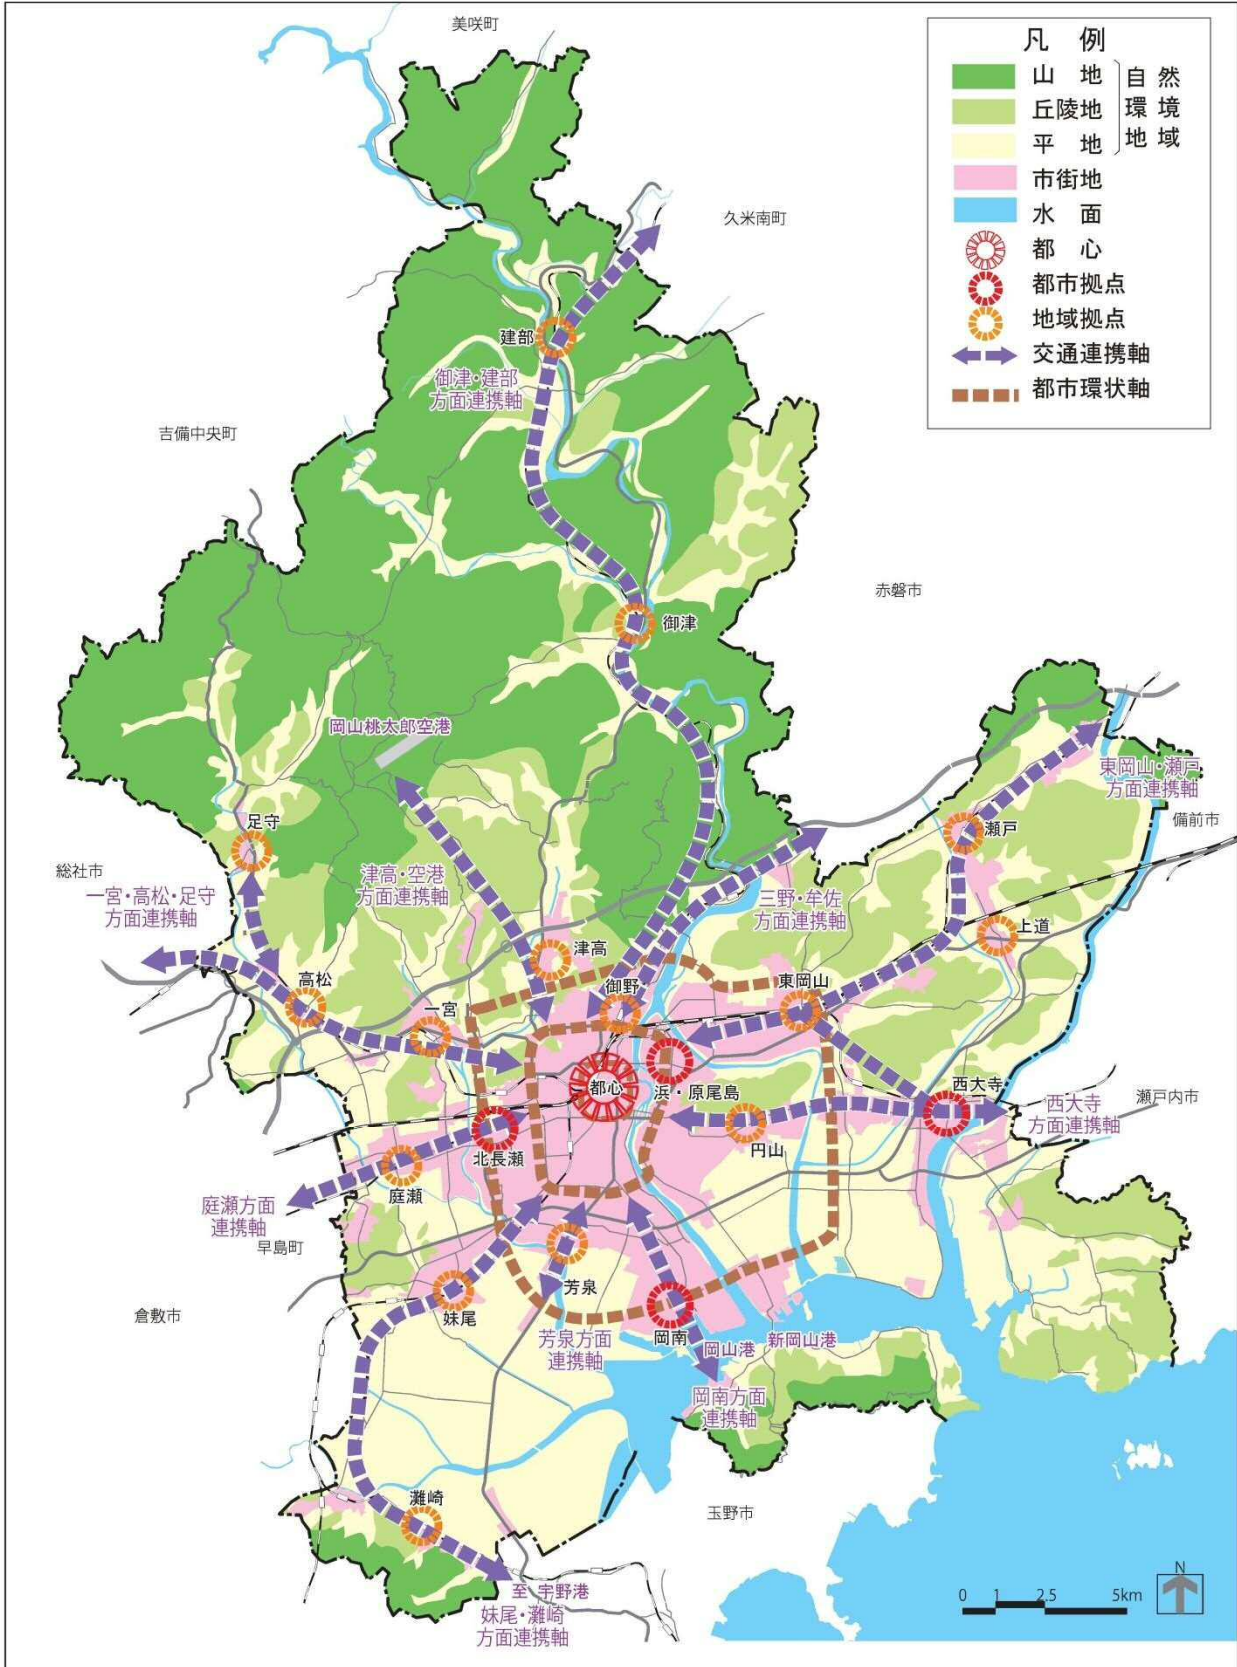 凡 例
山 地
丘陵地
平 地
自 然
環 境
地 域
市街地
水 面
都 心
都市拠点
地域拠点
交通連携軸
都市環状軸
美咲町
久米南町
建部
御津・建部
方面連携軸
吉備中央町
赤磐市
御津
岡山桃太郎空港
東岡山・瀬戸
方面連携軸
備前市
瀬戸
足守
総社市
一宮・高松・足守
方面連携軸
津高・空港
方面連携軸
三野・牟佐
方面連携軸
上道
津高
高松
一宮
御野
東岡山
都心
浜・原尾島
西大寺
瀬戸内市
西大寺
方面連携軸
北長瀬
円山
庭瀬
庭瀬方面
連携軸
早島町
倉敷市
妹尾
芳泉
芳泉方面
連携軸
岡南
岡山港
新岡山港
岡南方面
連携軸
灘崎
玉野市
至 宇野港
妹尾・灘崎
方面連携軸
0 1 2.5 5km
N